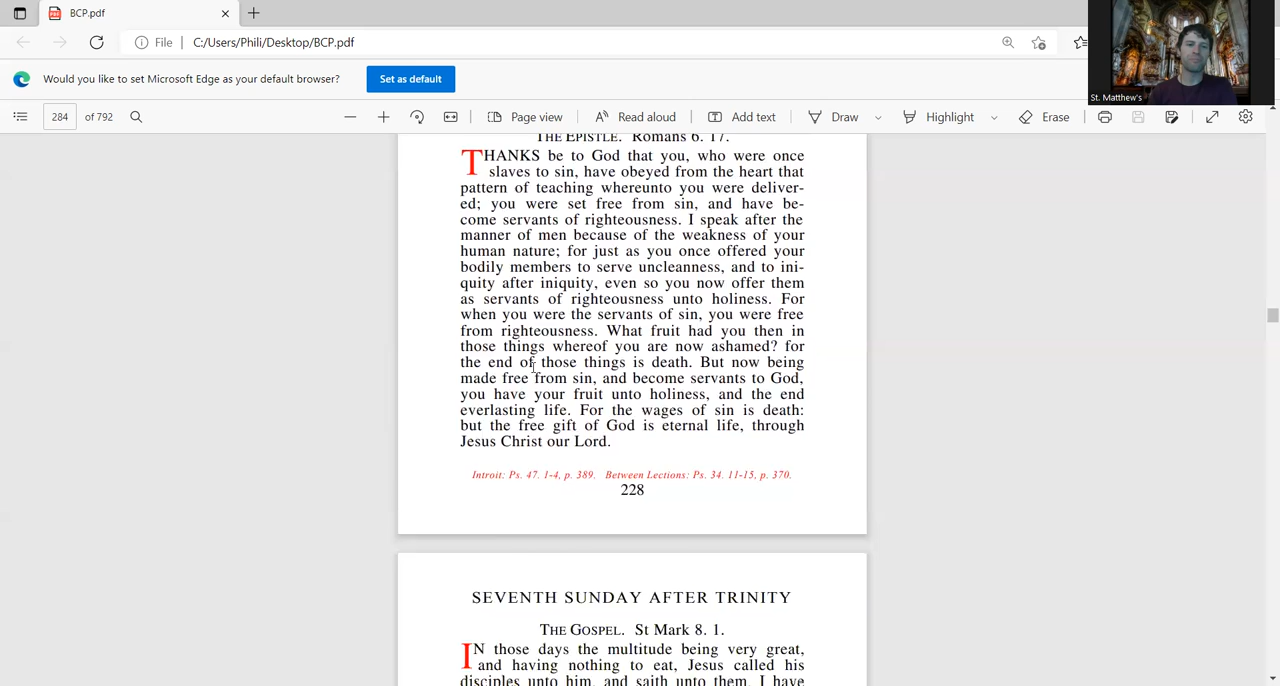 BCP.pdf
File
C:/Users/Phili/Desktop/BCP.pdf
St. Matthew's
Would you like to set Microsoft Edge as your default browser?
Set as default
284
of 792
Page view
Read aloud
Add text
Draw
Highlight
Erase
THE EPISTLE. Romans 6. 17.
THANKS be to God that you, who were once
slaves to sin, have obeyed from the heart that
pattern of teaching whereunto you were deliver-
ed; you were set free from sin, and have be-
come servants of righteousness. I speak after the
manner of men because of the weakness of your
human nature; for just as you once offered your
bodily members to serve uncleanness, and to ini-
quity after iniquity, even so you now offer them
as servants of righteousness unto holiness. For
when you were the servants of sin, you were free
from righteousness. What fruit had you then in
those things whereof you are now ashamed? for
the end of those things is death. But now being
made free from sin, and become servants to God,
you have your fruit unto holiness, and the end
everlasting life. For the wages of sin is death:
but the free gift of God is eternal life, through
Jesus Christ our Lord.
Introit: Ps. 47. 1-4, p. 389. Between Lections: Ps. 34. 11-15, p. 370.
228
SEVENTH SUNDAY AFTER TRINITY
THE GOSPEL. St Mark 8. 1.
IN those days the multitude being very great,
and having nothing to eat, Jesus called his
disciples unto him, and saith unto them, I have